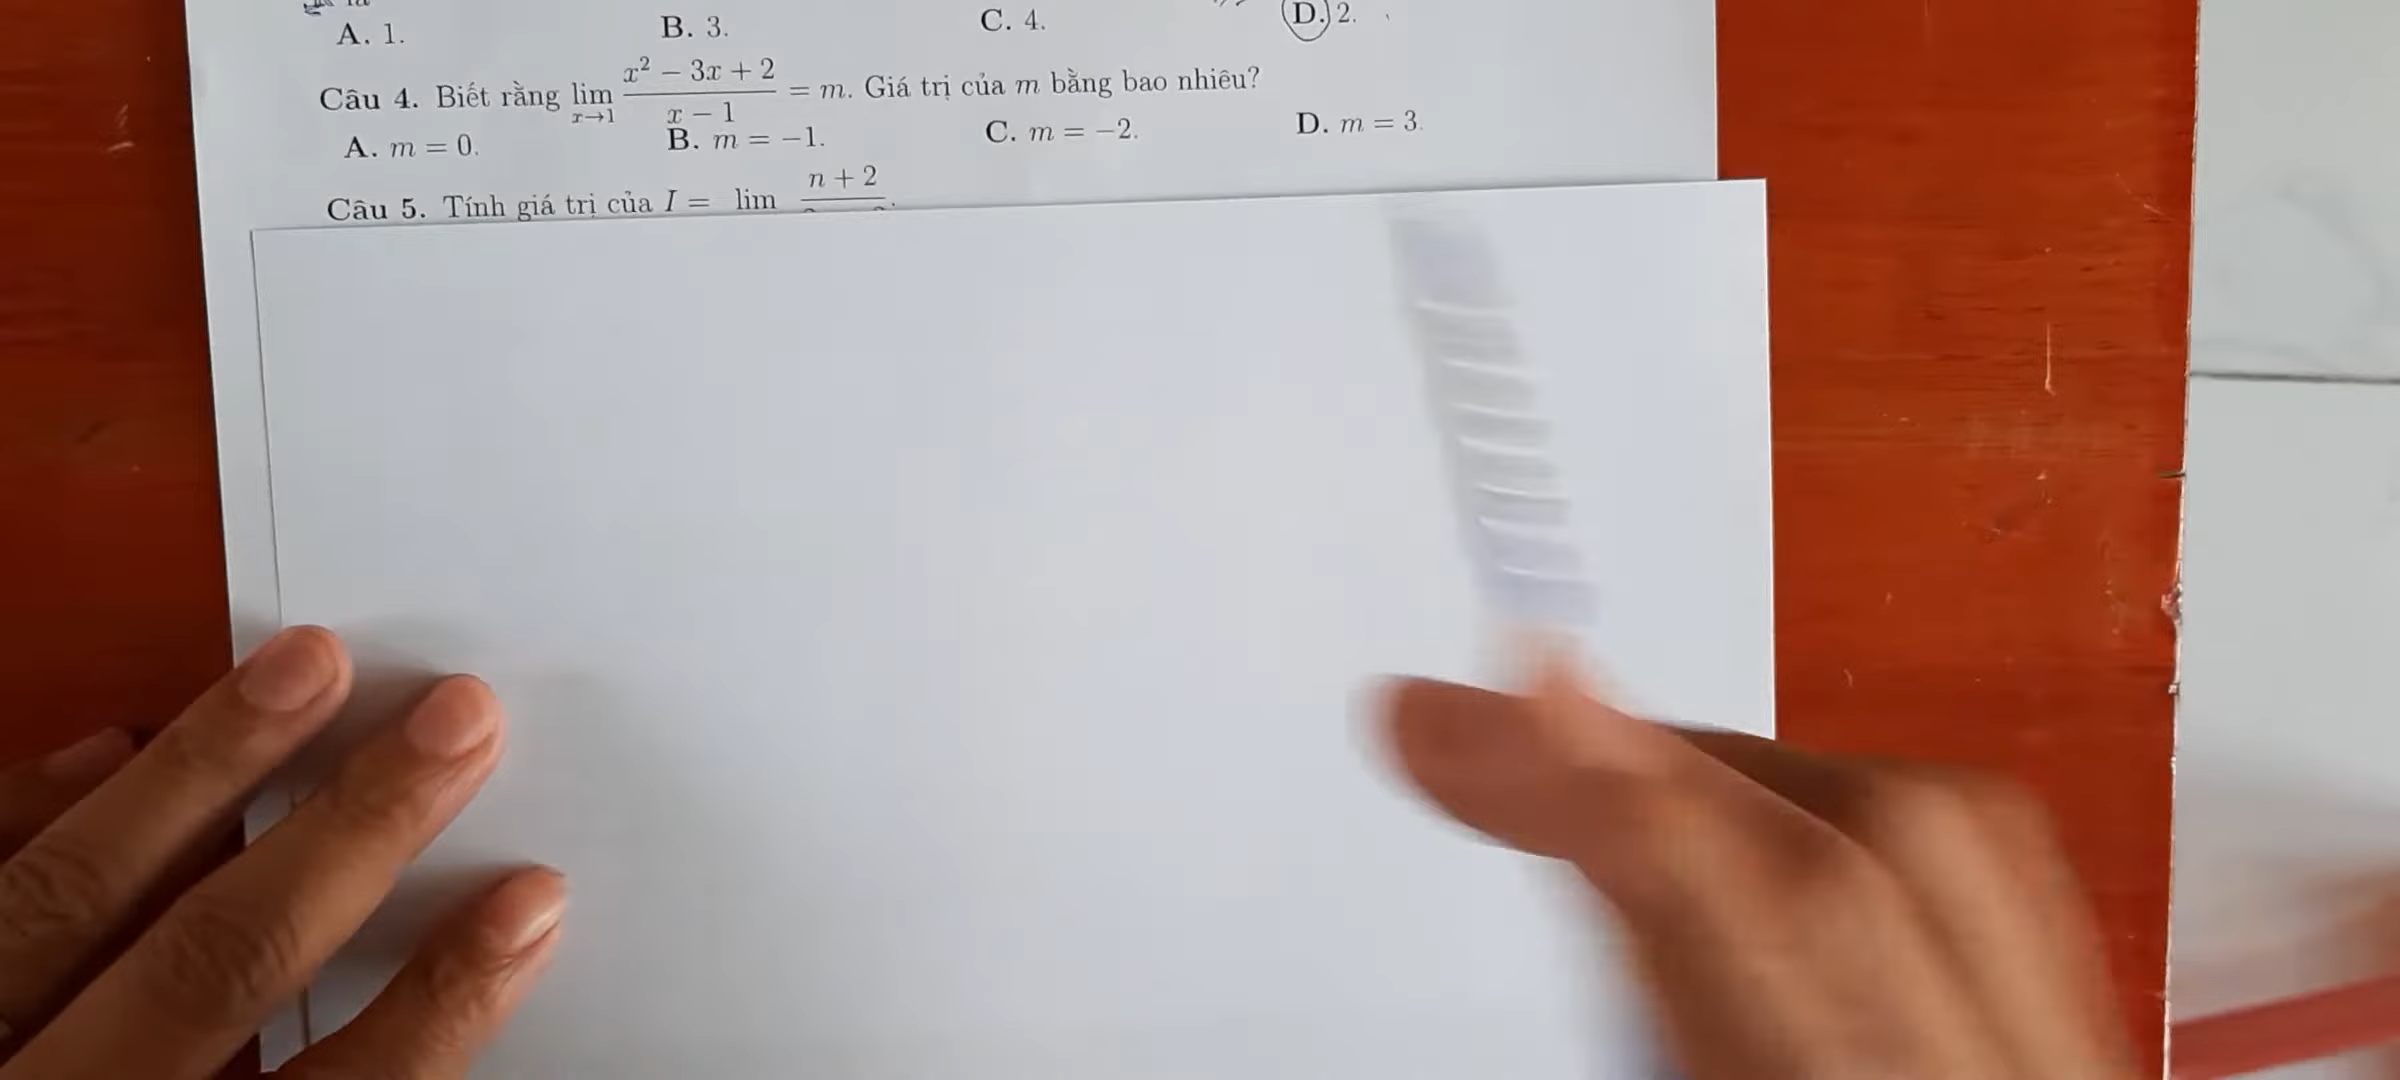 A. 1. B. 3. C. 4. D. 2.
Câu 4. Biết rằng lim x→1 x² − 3x + 2 / x − 1 = m. Giá trị của m bằng bao nhiêu?
A. m = 0. B. m = −1. C. m = −2. D. m = 3.
Câu 5. Tính giá trị của I = lim n + 2